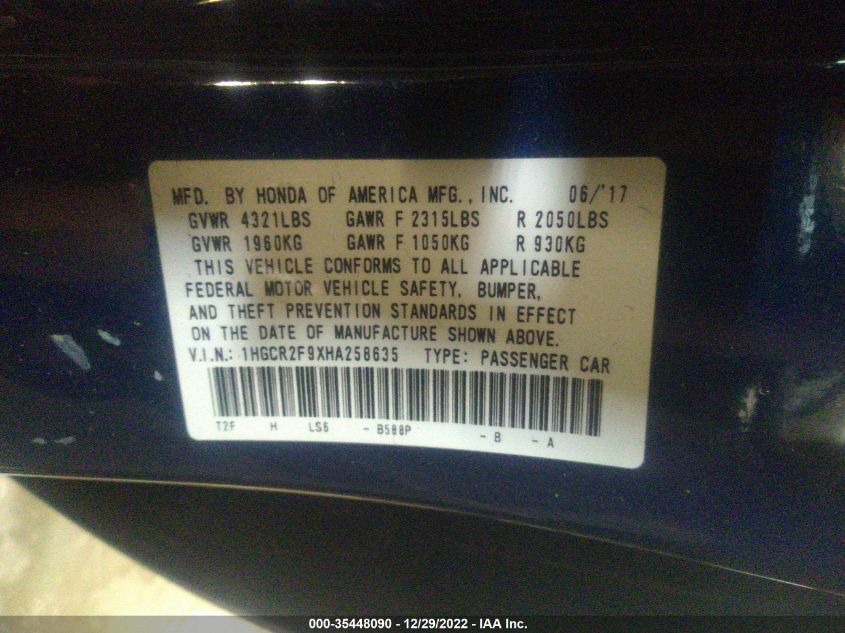 MFD. BY HONDA OF AMERICA MFG., INC. 06/'17
GVWR 4321LBS GAWR F 2315LBS R 2050LBS
GVWR 1960KG GAWR F 1050KG R 930KG
THIS VEHICLE CONFORMS TO ALL APPLICABLE
FEDERAL MOTOR VEHICLE SAFETY, BUMPER,
AND THEFT PREVENTION STANDARDS IN EFFECT
ON THE DATE OF MANUFACTURE SHOWN ABOVE.
V.I.N.: 1HGCR2F9XHA258635 TYPE: PASSENGER CAR
T2F H LS6 - B588P - B - A
000-35448090 - 12/29/2022 - IAA Inc.